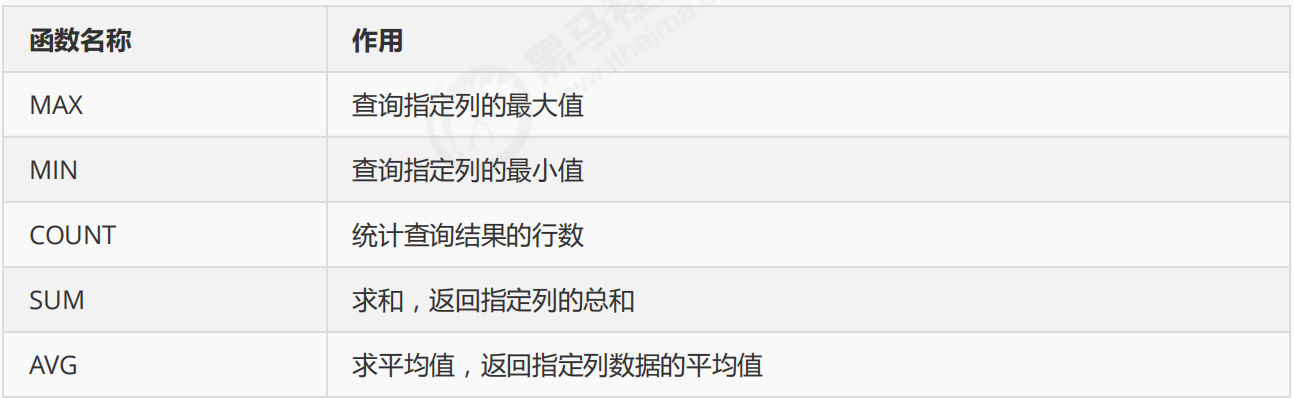 函数名称 作用
MAX 查询指定列的最大值
MIN 查询指定列的最小值
COUNT 统计查询结果的行数
SUM 求和，返回指定列的总和
AVG 求平均值，返回指定列数据的平均值
黑马程
www.itheima.c